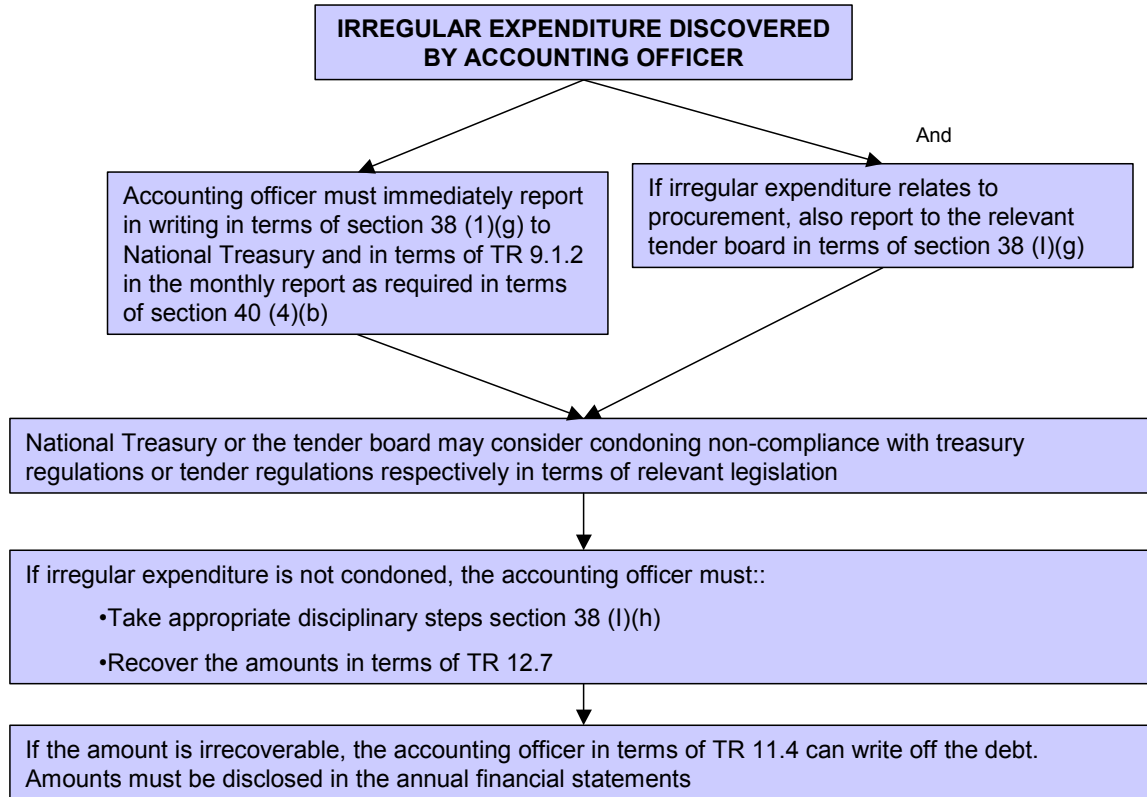 IRREGULAR EXPENDITURE DISCOVERED
BY ACCOUNTING OFFICER
And
Accounting officer must immediately report
in writing in terms of section 38 (1)(g) to
National Treasury and in terms of TR 9.1.2
in the monthly report as required in terms
of section 40 (4)(b)
If irregular expenditure relates to
procurement, also report to the relevant
tender board in terms of section 38 (I)(g)
National Treasury or the tender board may consider condoning non-compliance with treasury
regulations or tender regulations respectively in terms of relevant legislation
If irregular expenditure is not condoned, the accounting officer must::
•Take appropriate disciplinary steps section 38 (I)(h)
•Recover the amounts in terms of TR 12.7
If the amount is irrecoverable, the accounting officer in terms of TR 11.4 can write off the debt.
Amounts must be disclosed in the annual financial statements